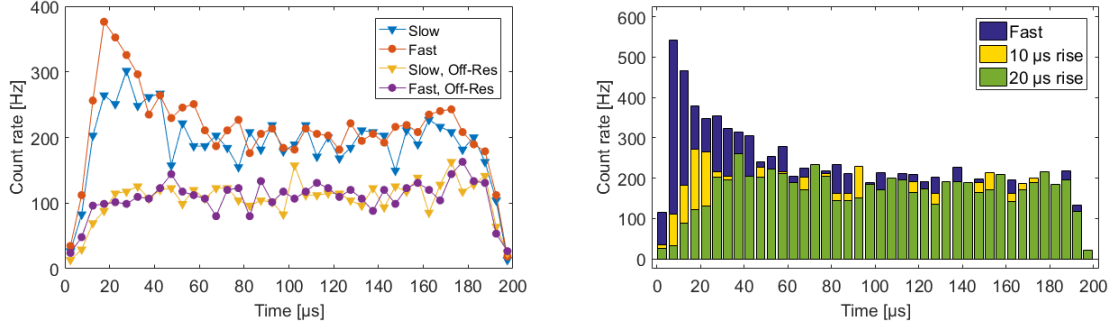 400
300
200
100
0
Count rate [Hz]
0 20 40 60 80 100 120 140 160 180 200
Time [µs]
Slow
Fast
Slow, Off-Res
Fast, Off-Res
600
500
400
300
200
100
0
Count rate [Hz]
0 20 40 60 80 100 120 140 160 180 200
Time [µs]
Fast
10 µs rise
20 µs rise